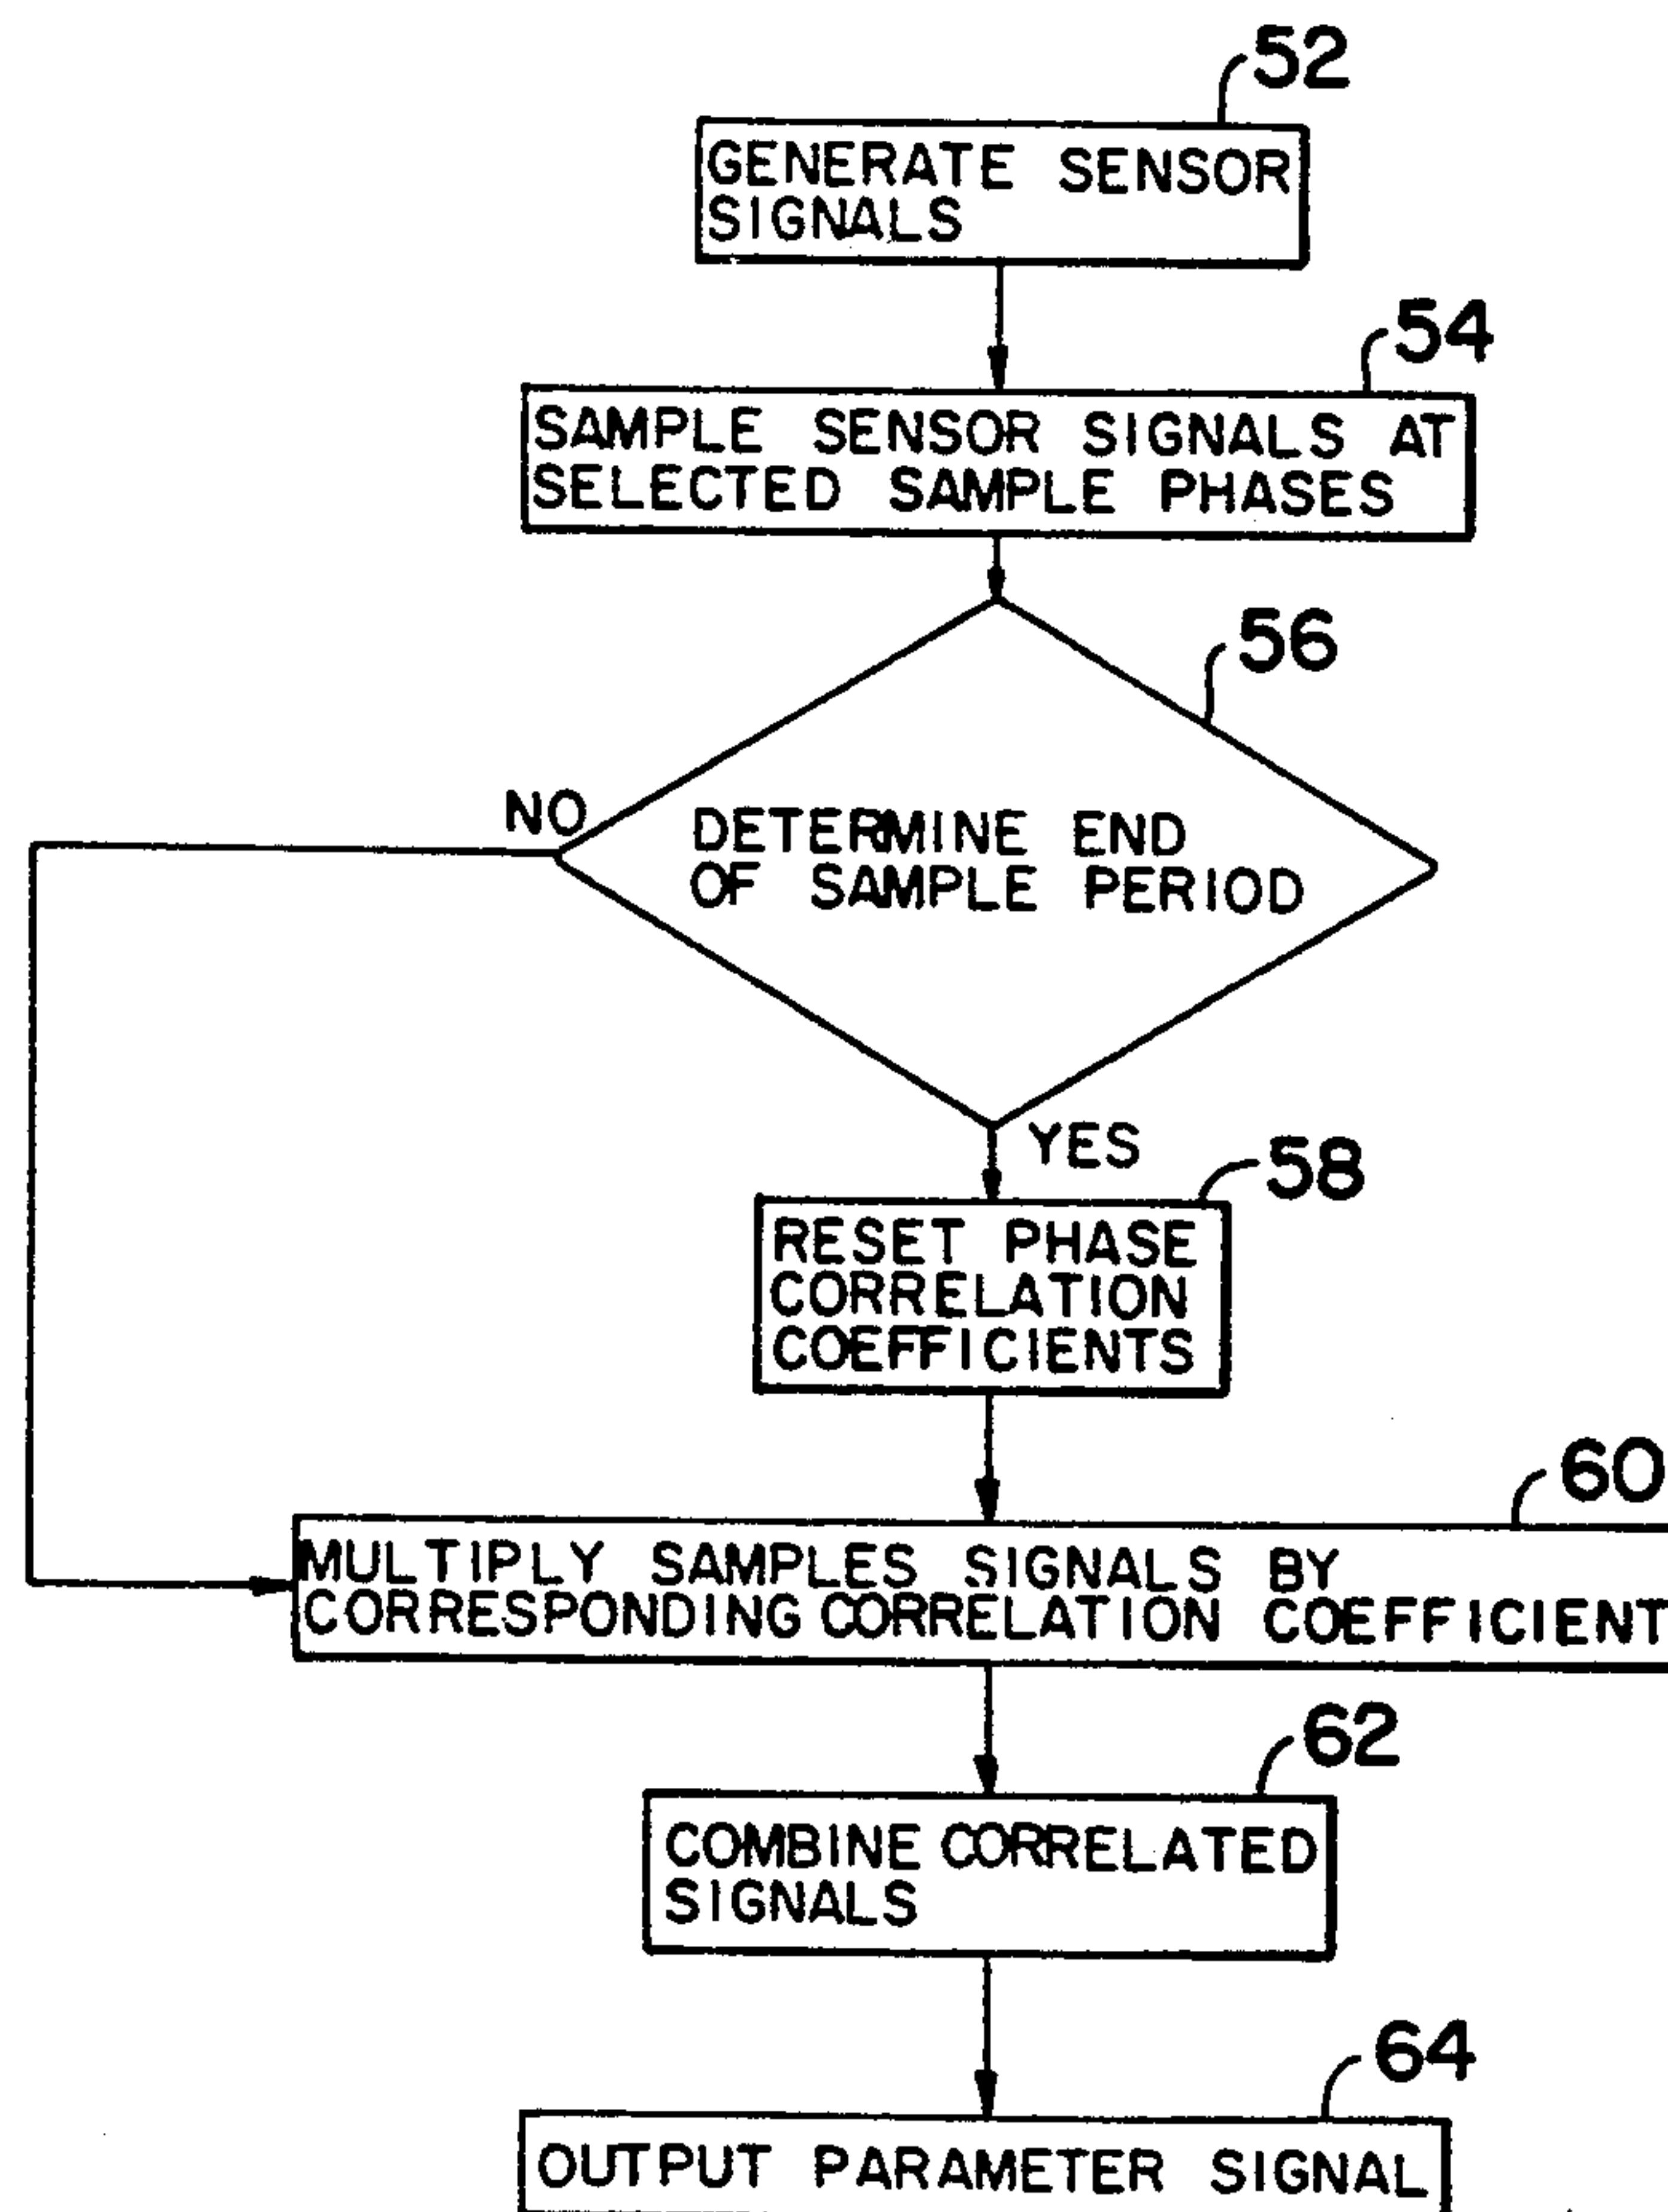 52
GENERATE SENSOR
SIGNALS
54
SAMPLE SENSOR SIGNALS AT
SELECTED SAMPLE PHASES
56
NO
DETERMINE END
OF SAMPLE PERIOD
YES
58
RESET PHASE
CORRELATION
COEFFICIENTS
60
MULTIPLY SAMPLES SIGNALS BY
CORRESPONDING CORRELATION COEFFICIENT
62
COMBINE CORRELATED
SIGNALS
64
OUTPUT PARAMETER SIGNAL